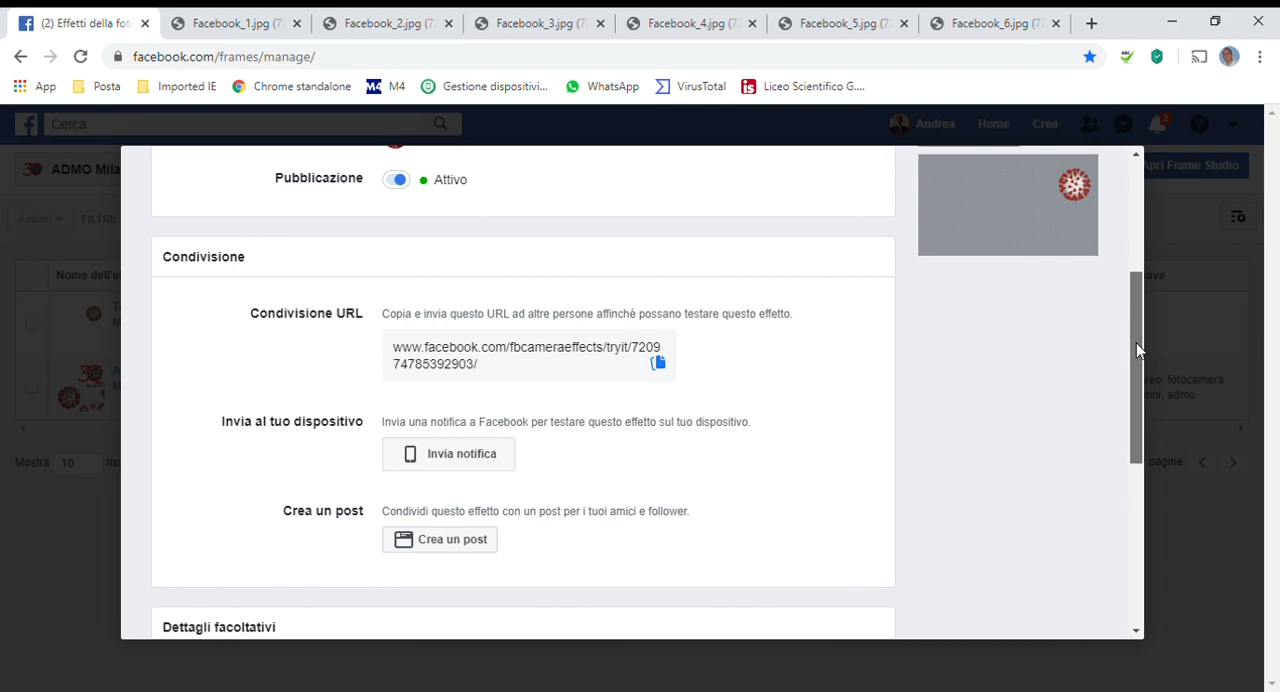 (2) Effetti della fot
Facebook_1.jpg (7
Facebook_2.jpg (7
Facebook_3.jpg (7
Facebook_4.jpg (7
Facebook_5.jpg (7
Facebook_6.jpg (7
facebook.com/frames/manage/
App
Posta
Imported IE
Chrome standalone
M4
Gestione dispositivi...
WhatsApp
VirusTotal
Liceo Scientifico G....
Cerca
Andrea
Home
Crea
2
ADMO Mila
Apri Frame Studio
Azioni
FILTRI:
Pubblicazione
Attivo
Condivisione
Nome dell'el
Condivisione URL
Copia e invia questo URL ad altre persone affinchè possano testare questo effetto.
www.facebook.com/fbcameraeffects/tryit/7209
74785392903/
Invia al tuo dispositivo
Invia una notifica a Facebook per testare questo effetto sul tuo dispositivo.
Invia notifica
Mostra
10
pagine
Crea un post
Condividi questo effetto con un post per i tuoi amici e follower.
Crea un post
Dettagli facoltativi